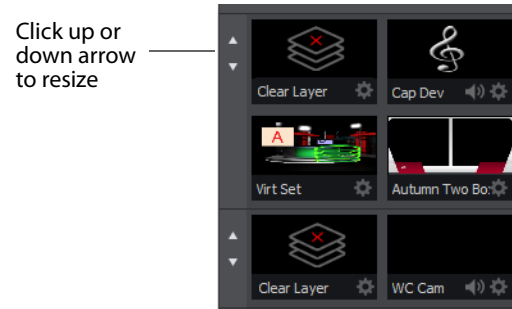 Click up or
down arrow
to resize
Clear Layer
Cap Dev
A
Virt Set
Autumn Two Bo:
Clear Layer
WC Cam